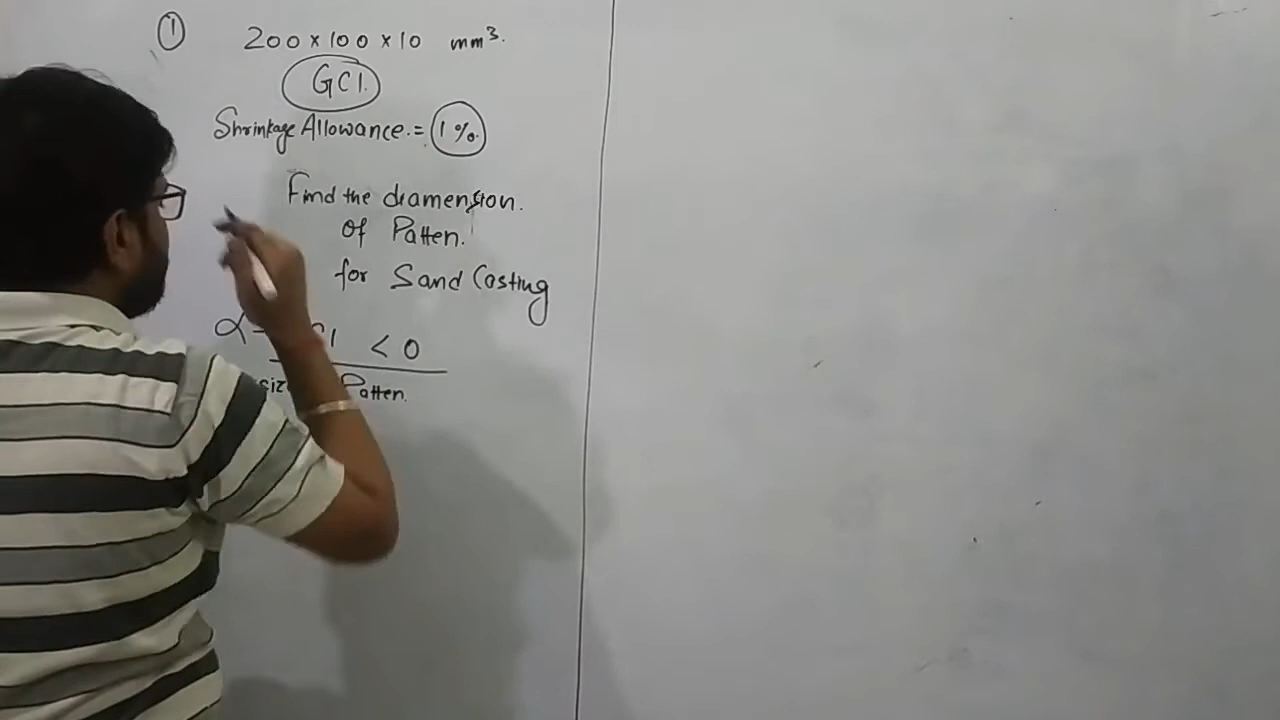 ① 200 × 100 × 10 mm³.
GCI.
Shrinkage Allowance. = 1%.
Find the diamension.
of Patten.
for Sand Casting
α < 0
Patten.